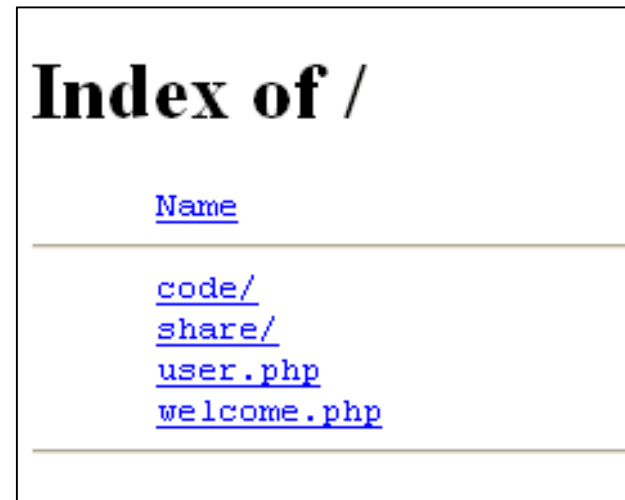 Index of /
Name
code/
share/
user.php
welcome.php